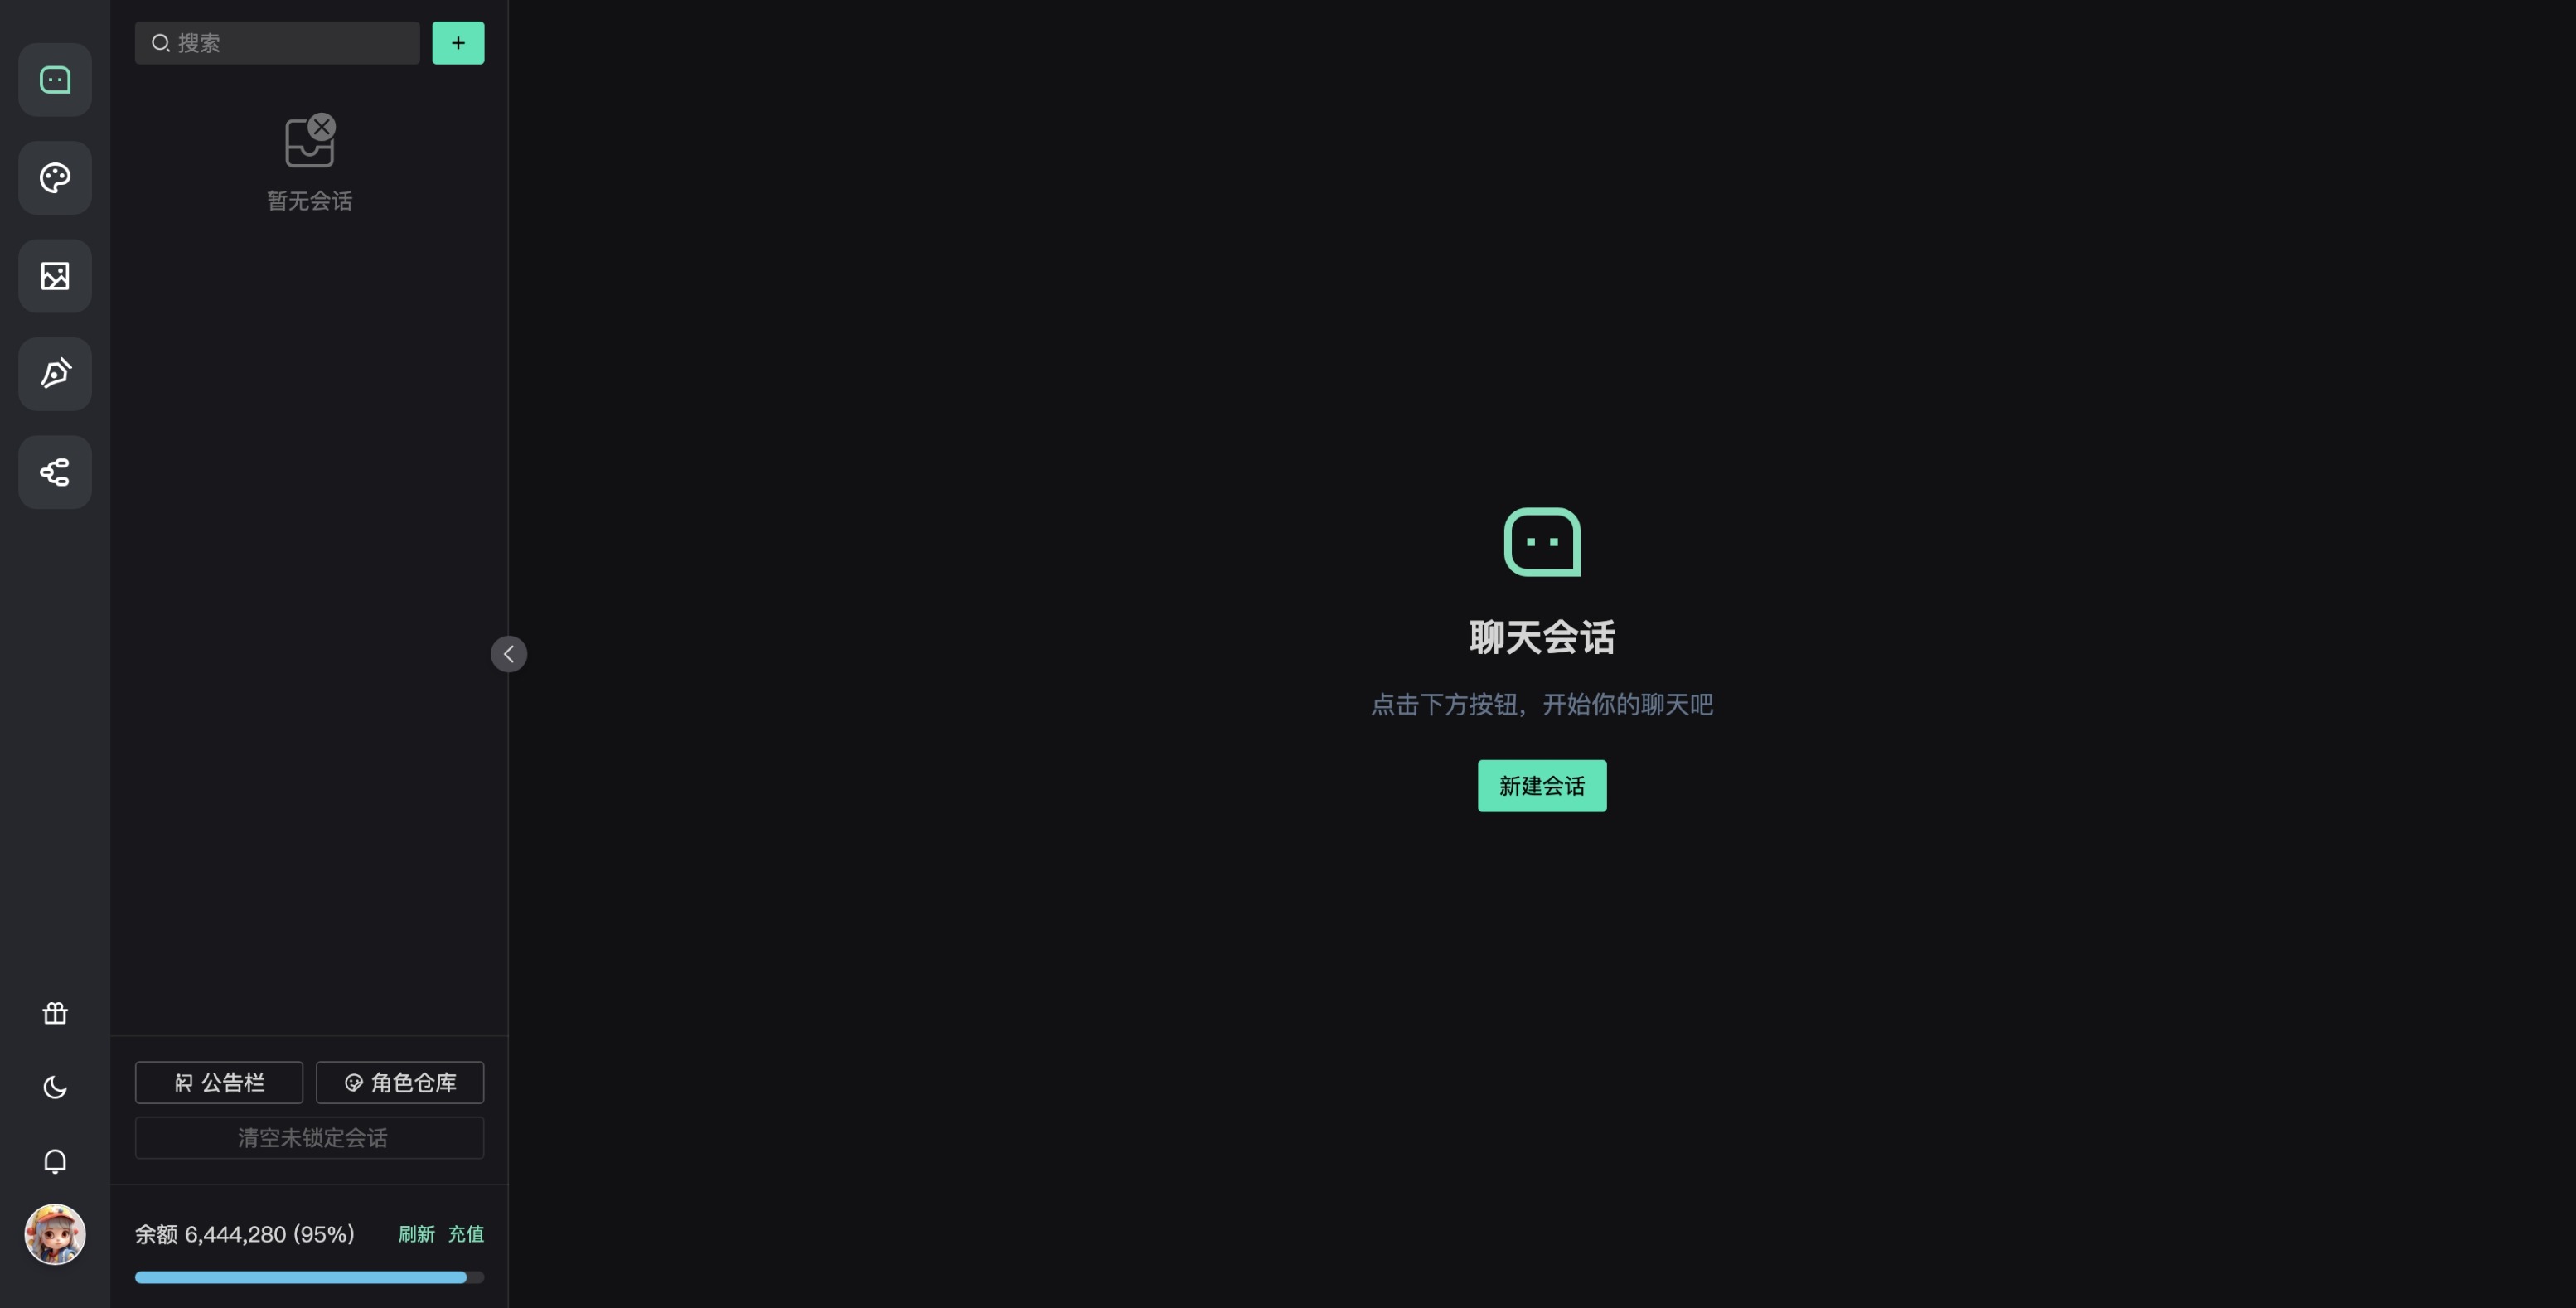 搜索
暂无会话
聊天会话
点击下方按钮，开始你的聊天吧
新建会话
公告栏
角色仓库
清空未锁定会话
余额 6,444,280 (95%)
刷新 充值